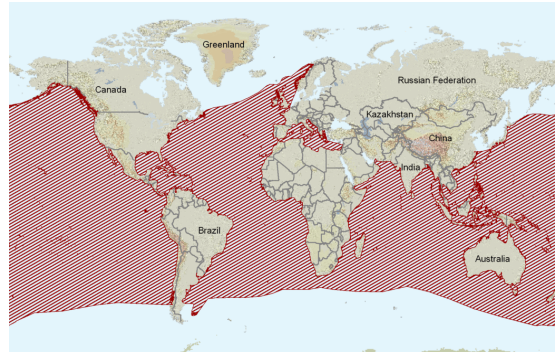 Greenland
Canada
Russian Federation
Kazakhstan
China
India
Brazil
Australia